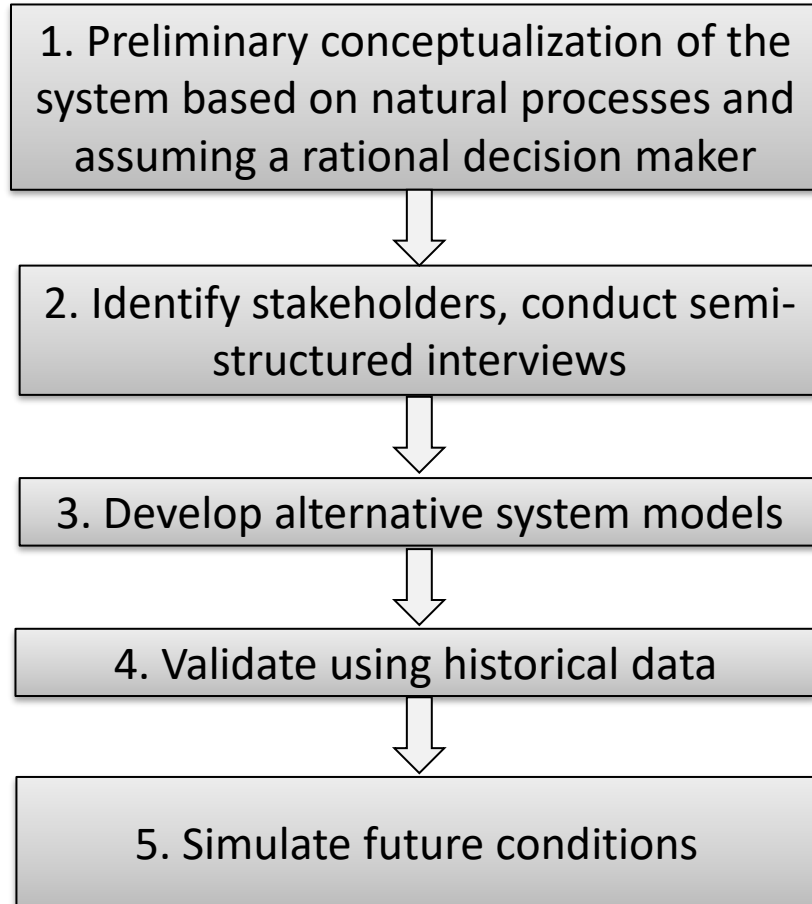 1. Preliminary conceptualization of the
system based on natural processes and
assuming a rational decision maker
2. Identify stakeholders, conduct semi-
structured interviews
3. Develop alternative system models
4. Validate using historical data
5. Simulate future conditions